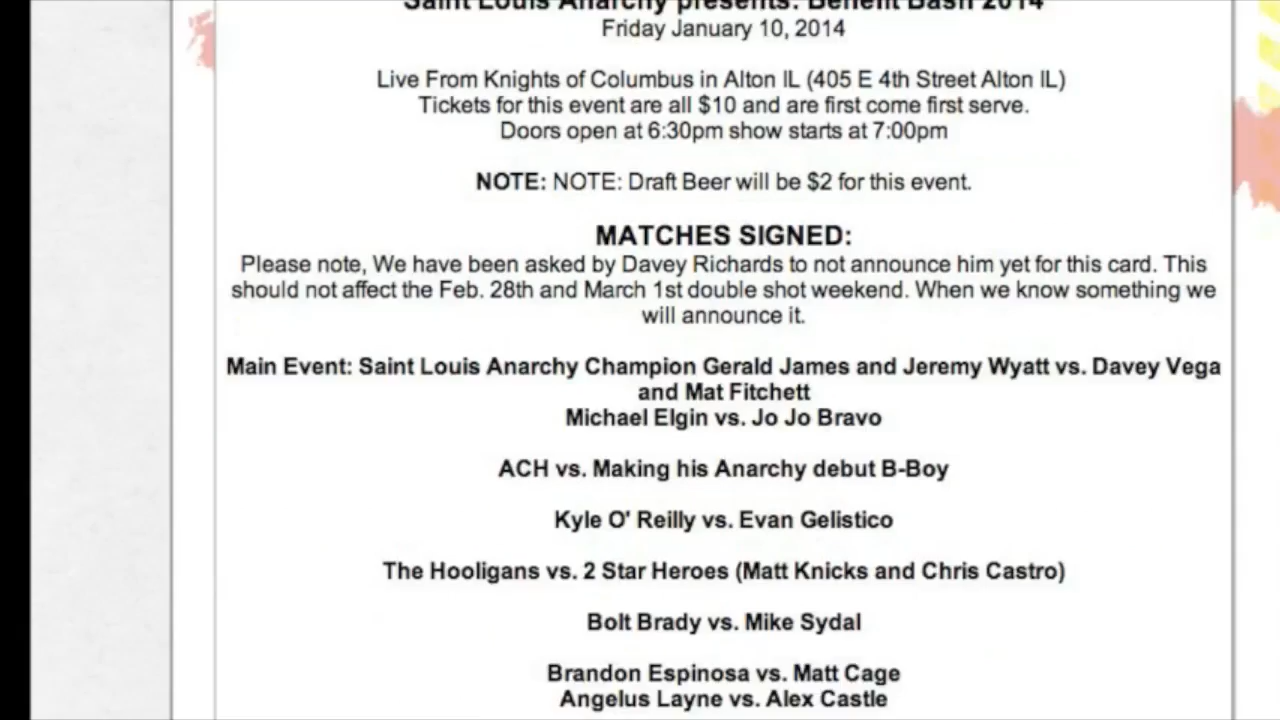 Saint Louis Anarchy presents: Benefit Bash 2014
Friday January 10, 2014
Live From Knights of Columbus in Alton IL (405 E 4th Street Alton IL)
Tickets for this event are all $10 and are first come first serve.
Doors open at 6:30pm show starts at 7:00pm
NOTE: NOTE: Draft Beer will be $2 for this event.
MATCHES SIGNED:
Please note, We have been asked by Davey Richards to not announce him yet for this card. This
should not affect the Feb. 28th and March 1st double shot weekend. When we know something we
will announce it.
Main Event: Saint Louis Anarchy Champion Gerald James and Jeremy Wyatt vs. Davey Vega
and Mat Fitchett
Michael Elgin vs. Jo Jo Bravo
ACH vs. Making his Anarchy debut B-Boy
Kyle O' Reilly vs. Evan Gelistico
The Hooligans vs. 2 Star Heroes (Matt Knicks and Chris Castro)
Bolt Brady vs. Mike Sydal
Brandon Espinosa vs. Matt Cage
Angelus Layne vs. Alex Castle